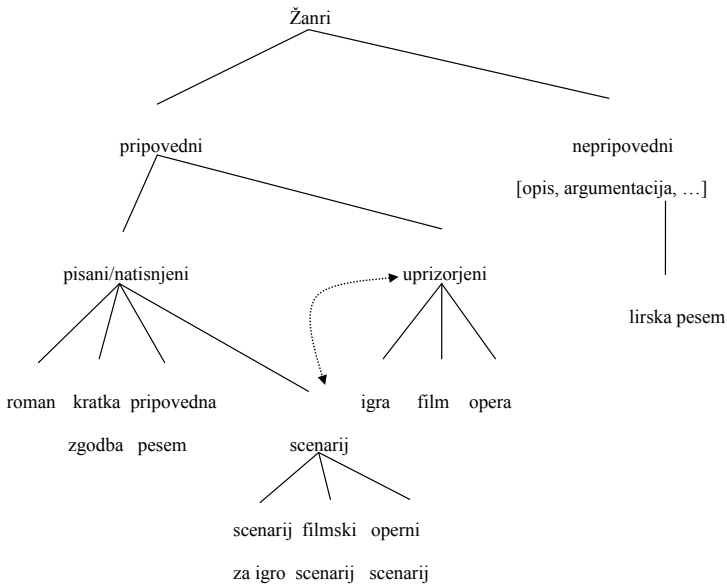 Žanri
pripovedni
nepripovedni
[opis, argumentacija, …]
pisani/natisnjeni
uprizorjeni
lirska pesem
roman kratka pripovedna
zgodba pesem
igra film opera
scenarij
scenarij filmski operni
za igro scenarij scenarij